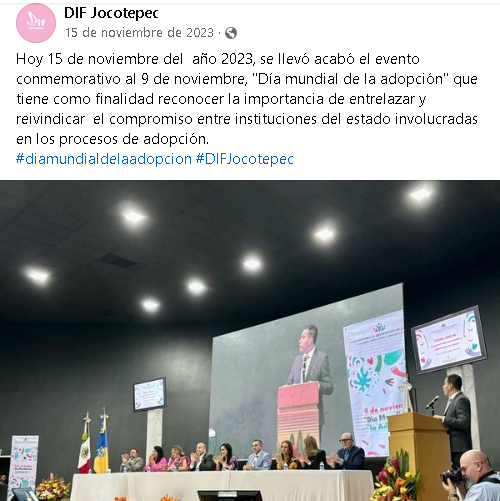 DIF Jocotepec
15 de noviembre de 2023 ·
Hoy 15 de noviembre del año 2023, se llevó acabó el evento
conmemorativo al 9 de noviembre, "Día mundial de la adopción" que
tiene como finalidad reconocer la importancia de entrelazar y
reivindicar el compromiso entre instituciones del estado involucradas
en los procesos de adopción.
#diamundialdelaadopcion #DIFJocotepec
DIF
9 de noviem
"Día Mu